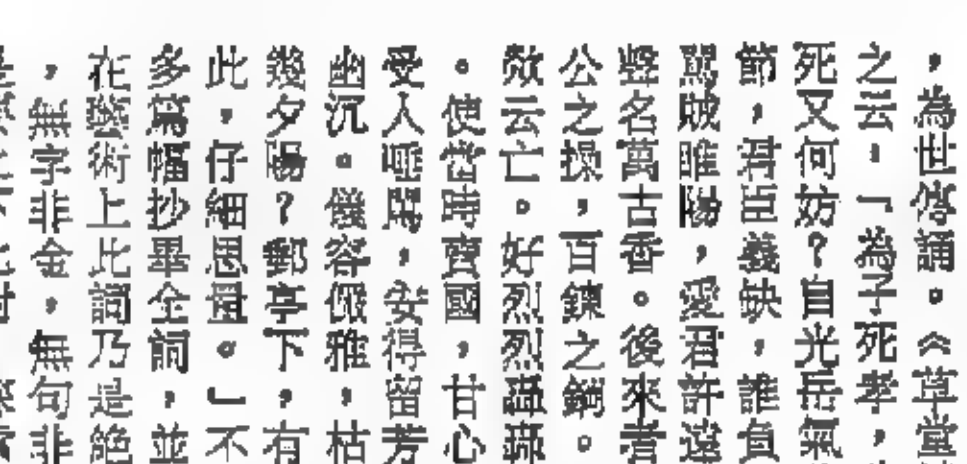 ，為世傳誦。《草堂
之云：「為子死孝，
死又何妨？自光岳氣
節，君臣義缺，誰負
罵賊睢陽，愛君許遠
聲名萬古香。後來者
公之操，百鍊之鋼。
欻云亡。好烈烈轟轟
。使當時賣國，甘心
受人唾罵，安得留芳
幽沉。儀容儼雅，枯
幾夕陽？郵亭下，有
此，仔細思量。」不
多篇幅抄畢全詞，並
在藝術上此詞乃是絕
，無字非金，無句非